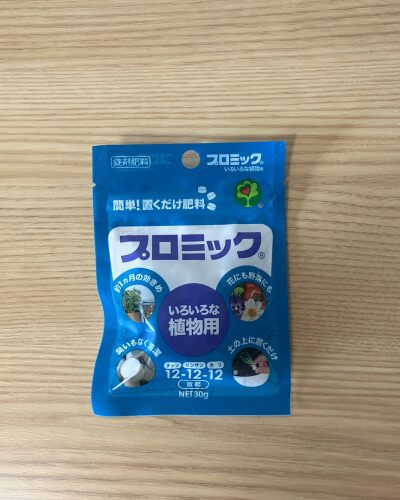 錠剤肥料
プロミック®
いろいろな植物用
簡単!置くだけ肥料
プロミック®
約1ヵ月の効きめ
花にも野菜にも
いろいろな
植物用
臭いもなく清潔
土の上に置くだけ
チッソ リンサン カリ
12-12-12
NET30g